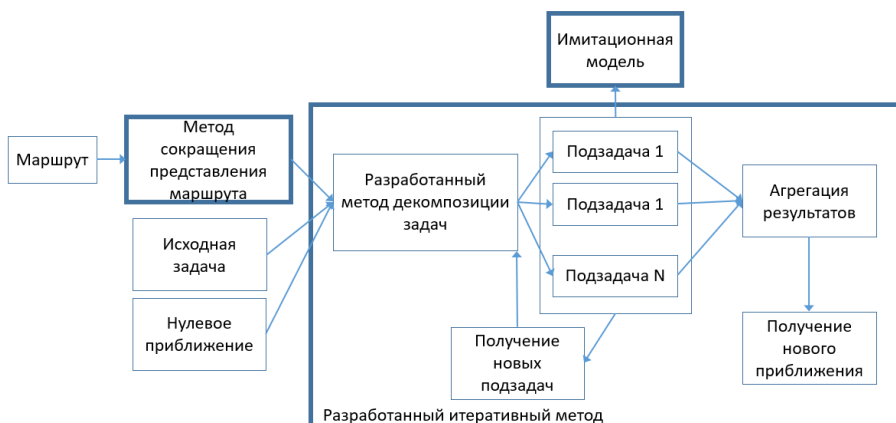 Имитационная
модель
Маршрут
Метод
сокращения
представления
маршрута
Исходная
задача
Нулевое
приближение
Разработанный
метод декомпозиции
задач
Подзадача 1
Подзадача 1
Подзадача N
Агрегация
результатов
Получение
новых
подзадач
Получение
нового
приближения
Разработанный итеративный метод